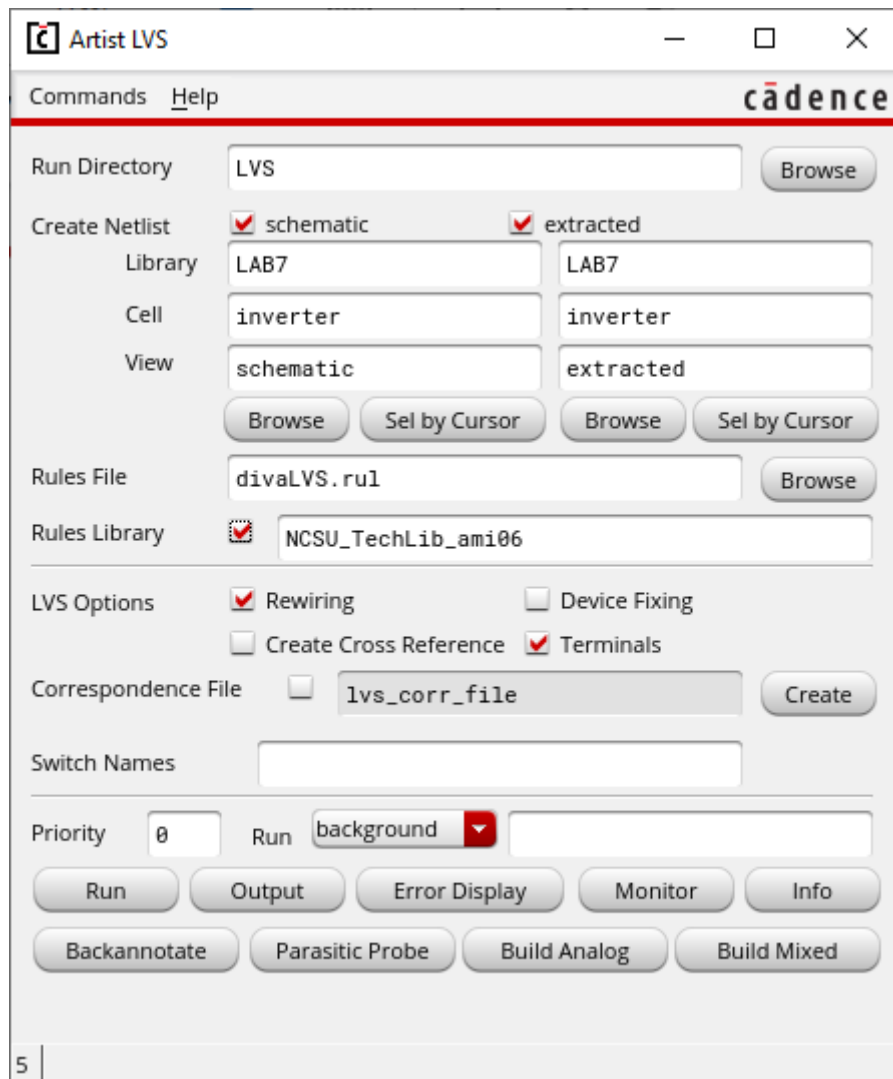 Artist LVS
Commands Help cādence
Run Directory LVS Browse
Create Netlist schematic extracted
Library LAB7 LAB7
Cell inverter inverter
View schematic extracted
Browse Sel by Cursor Browse Sel by Cursor
Rules File divaLVS.rul Browse
Rules Library NCSU_TechLib_ami06
LVS Options Rewiring Device Fixing
Create Cross Reference Terminals
Correspondence File lvs_corr_file Create
Switch Names
Priority 0 Run background
Run Output Error Display Monitor Info
Backannotate Parasitic Probe Build Analog Build Mixed
5